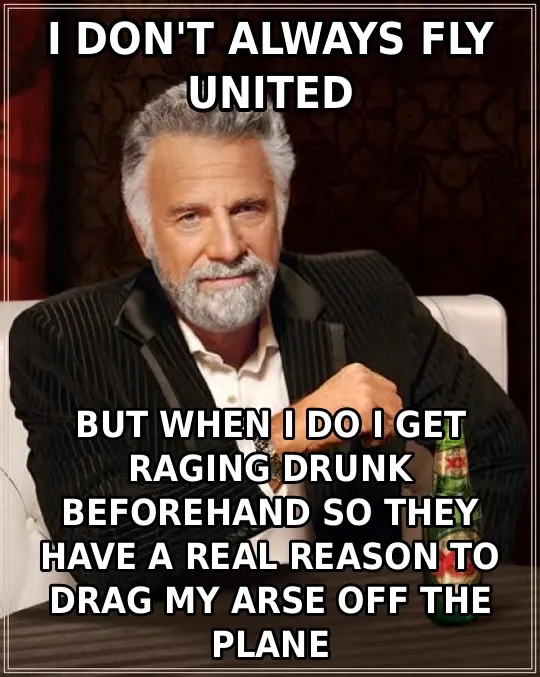 I DON'T ALWAYS FLY
UNITED
BUT WHEN I DO I GET
RAGING DRUNK
BEFOREHAND SO THEY
HAVE A REAL REASON TO
DRAG MY ARSE OFF THE
PLANE